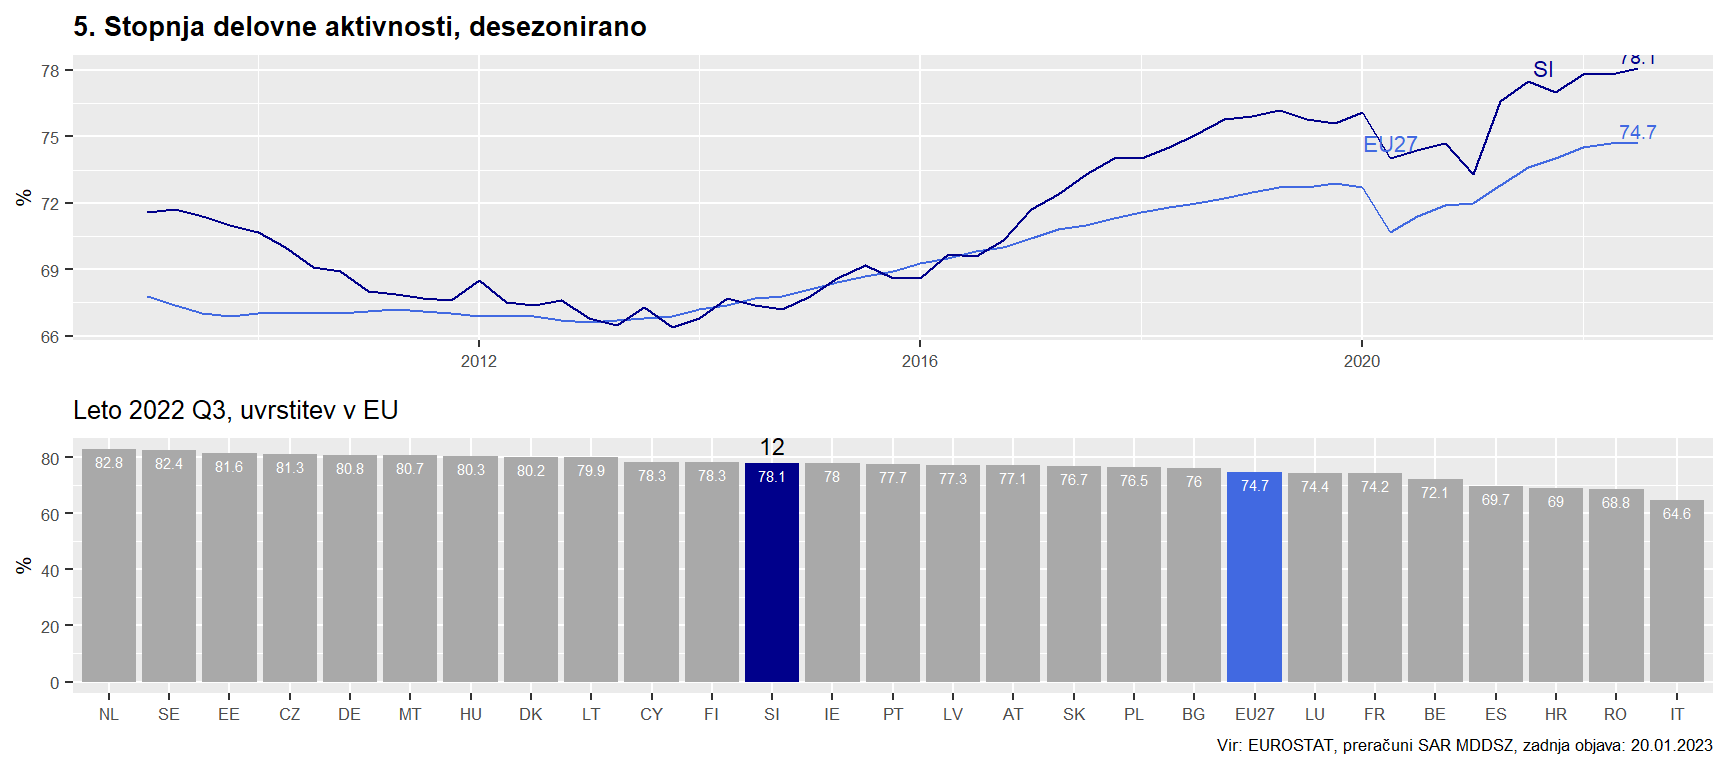 5. Stopnja delovne aktivnosti, desezonirano
78
75
72
69
66
%
SI
78.1
EU27
74.7
2012 2016 2020
Leto 2022 Q3, uvrstitev v EU
12
80
60
40
20
0
%
82.8 82.4 81.6 81.3 80.8 80.7 80.3 80.2 79.9 78.3 78.3 78.1 78 77.7 77.3 77.1 76.7 76.5 76 74.7 74.4 74.2 72.1 69.7 69 68.8 64.6
NL SE EE CZ DE MT HU DK LT CY FI SI IE PT LV AT SK PL BG EU27 LU FR BE ES HR RO IT
Vir: EUROSTAT, preračuni SAR MDDSZ, zadnja objava: 20.01.2023